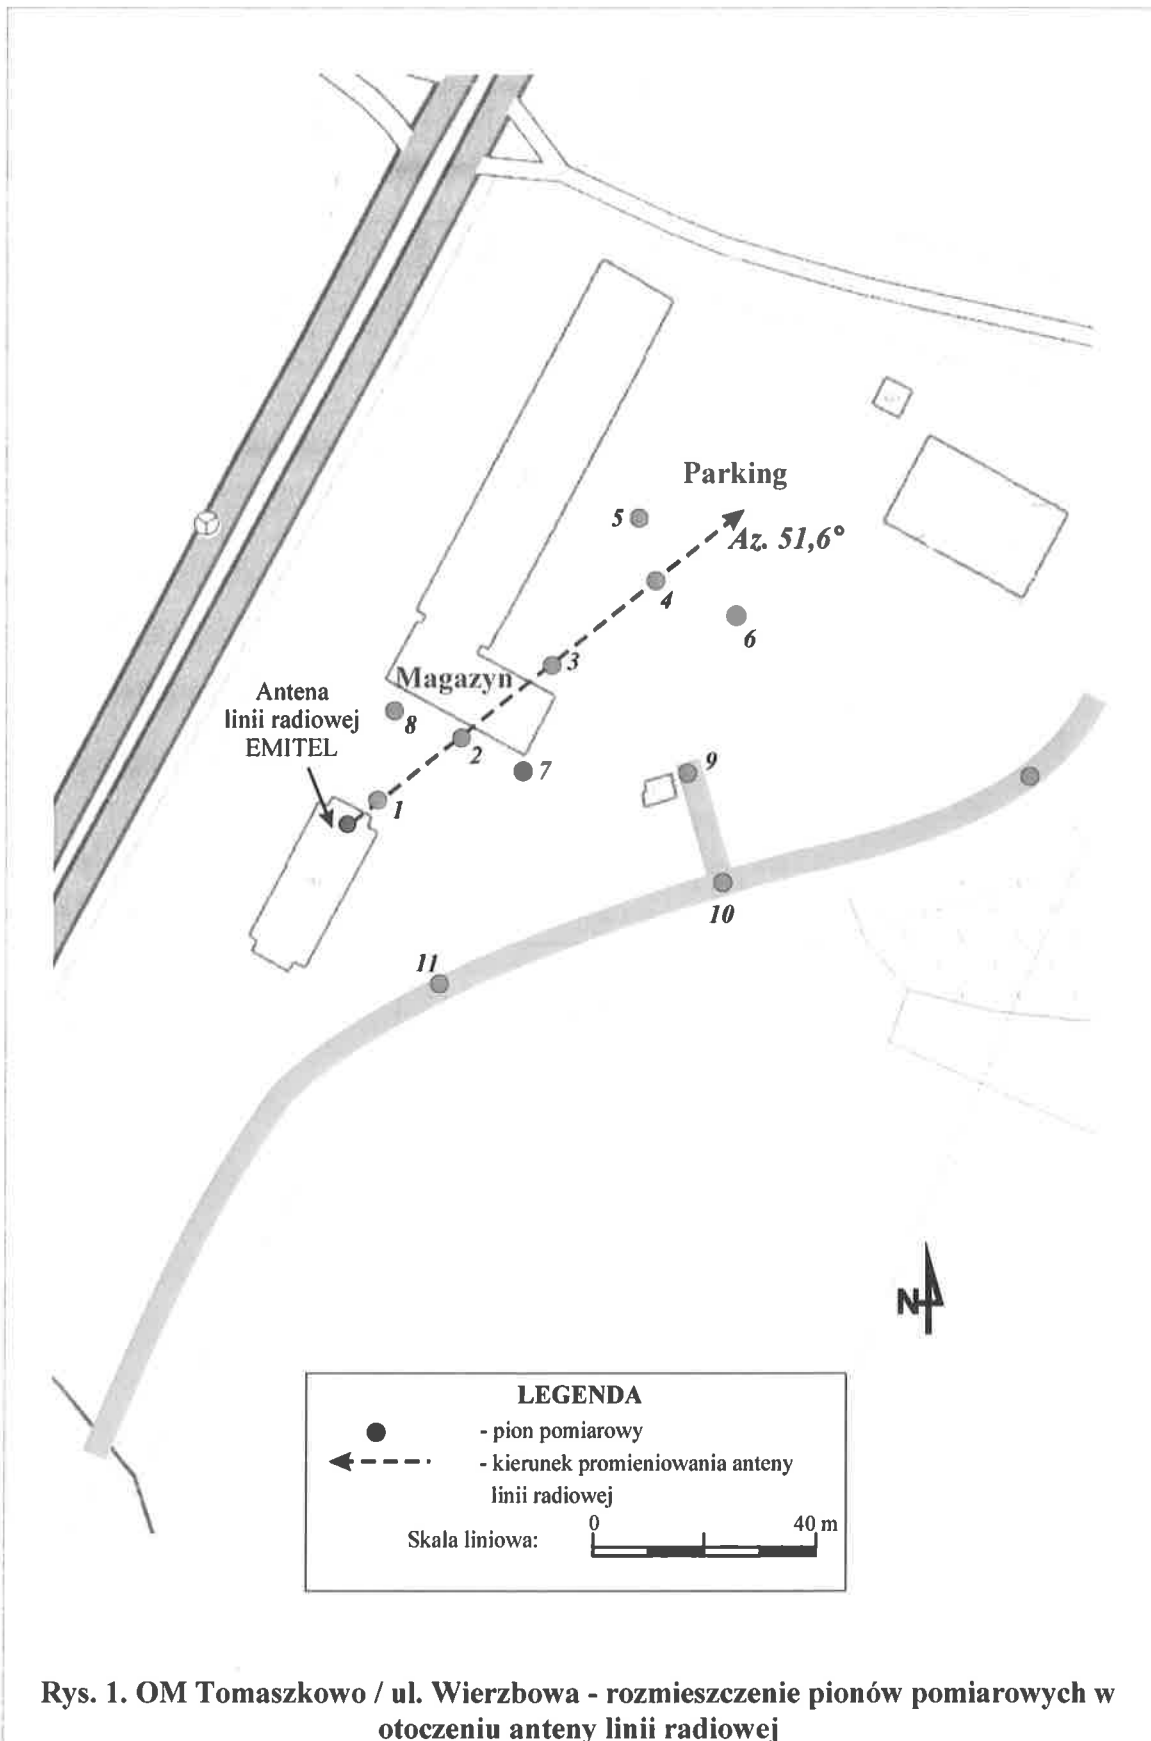 Parking
5
Az. 51,6°
4
6
3
Magazyn
Antena
linii radiowej
EMITEL
8
2
7
9
1
10
11
N
LEGENDA
- pion pomiarowy
- kierunek promieniowania anteny
linii radiowej
Skala liniowa:
0
40 m
Rys. 1. OM Tomaszkowo / ul. Wierzbowa - rozmieszczenie pionów pomiarowych w
otoczeniu anteny linii radiowej